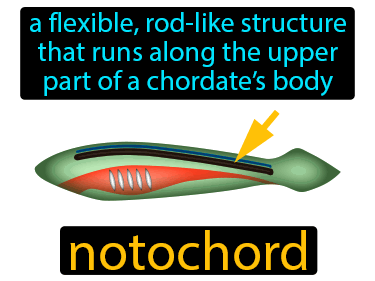 a flexible, rod-like structure
that runs along the upper
part of a chordate’s body
notochord